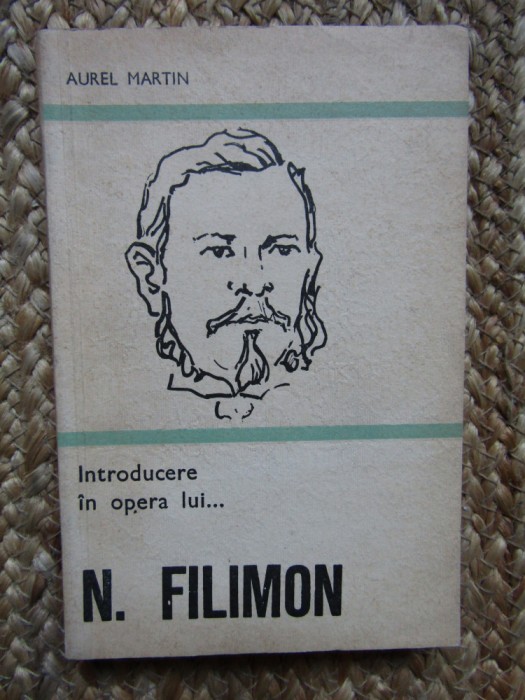 AUREL MARTIN
Introducere
în opera lui...
N. FILIMON